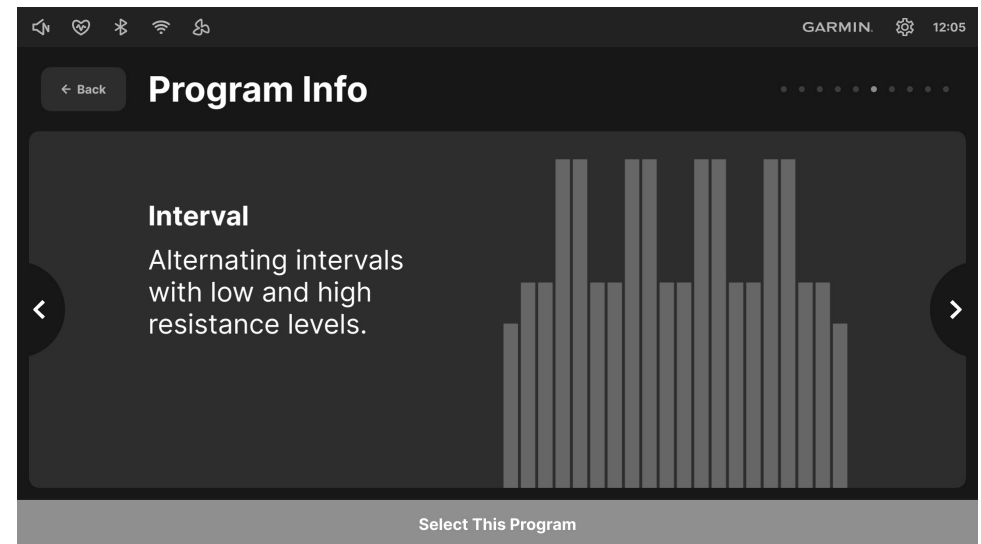 GARMIN.
12:05
← Back
Program Info
Interval
Alternating intervals
with low and high
resistance levels.
Select This Program